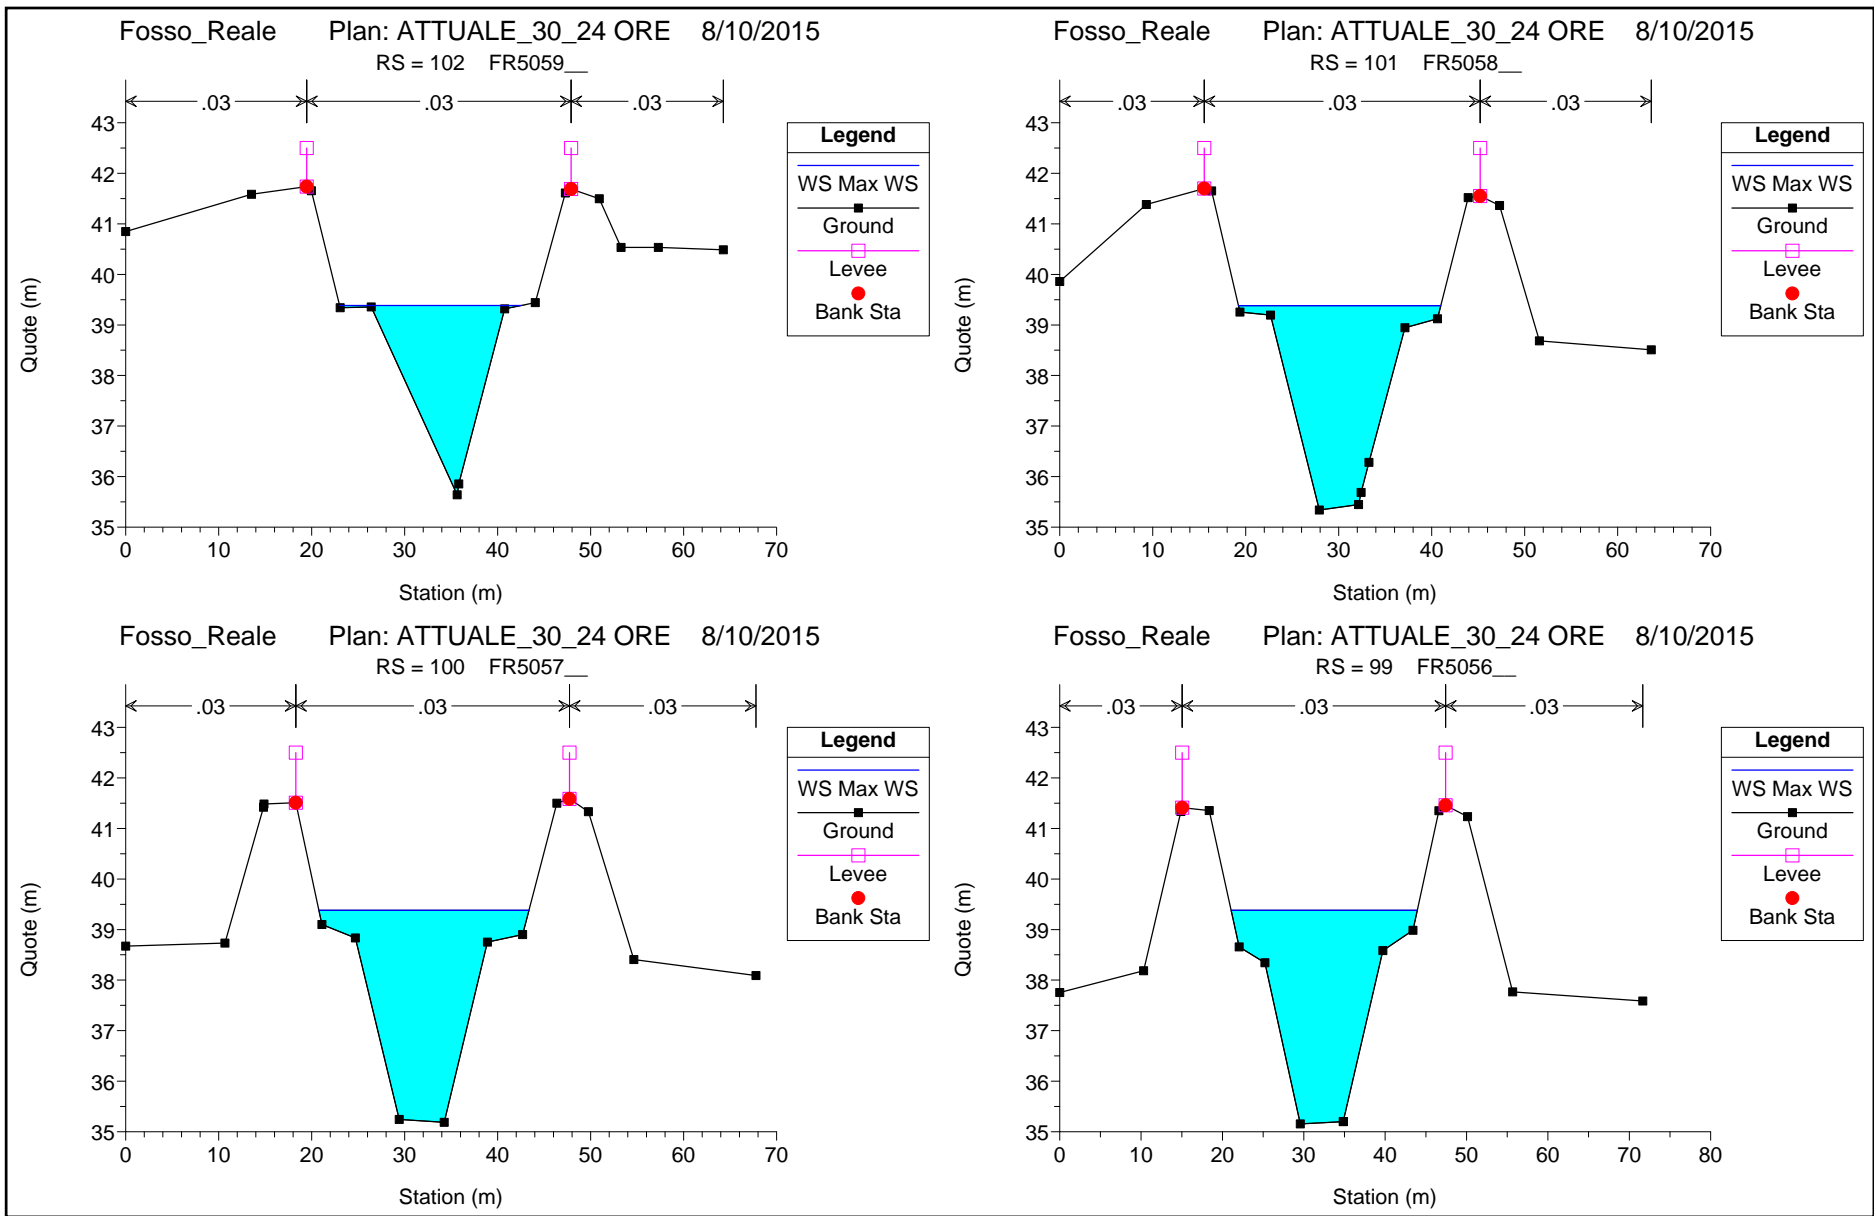 Fosso_Reale Plan: ATTUALE_30_24 ORE 8/10/2015
RS = 102 FR5059__
.03 .03 .03
43
42
41
40
39
38
37
36
35
Quote (m)
0 10 20 30 40 50 60 70
Station (m)
Legend
WS Max WS
Ground
Levee
Bank Sta
Fosso_Reale Plan: ATTUALE_30_24 ORE 8/10/2015
RS = 101 FR5058__
.03 .03 .03
43
42
41
40
39
38
37
36
35
Quote (m)
0 10 20 30 40 50 60 70
Station (m)
Legend
WS Max WS
Ground
Levee
Bank Sta
Fosso_Reale Plan: ATTUALE_30_24 ORE 8/10/2015
RS = 100 FR5057__
.03 .03 .03
43
42
41
40
39
38
37
36
35
Quote (m)
0 10 20 30 40 50 60 70
Station (m)
Legend
WS Max WS
Ground
Levee
Bank Sta
Fosso_Reale Plan: ATTUALE_30_24 ORE 8/10/2015
RS = 99 FR5056__
.03 .03 .03
43
42
41
40
39
38
37
36
35
Quote (m)
0 10 20 30 40 50 60 70 80
Station (m)
Legend
WS Max WS
Ground
Levee
Bank Sta